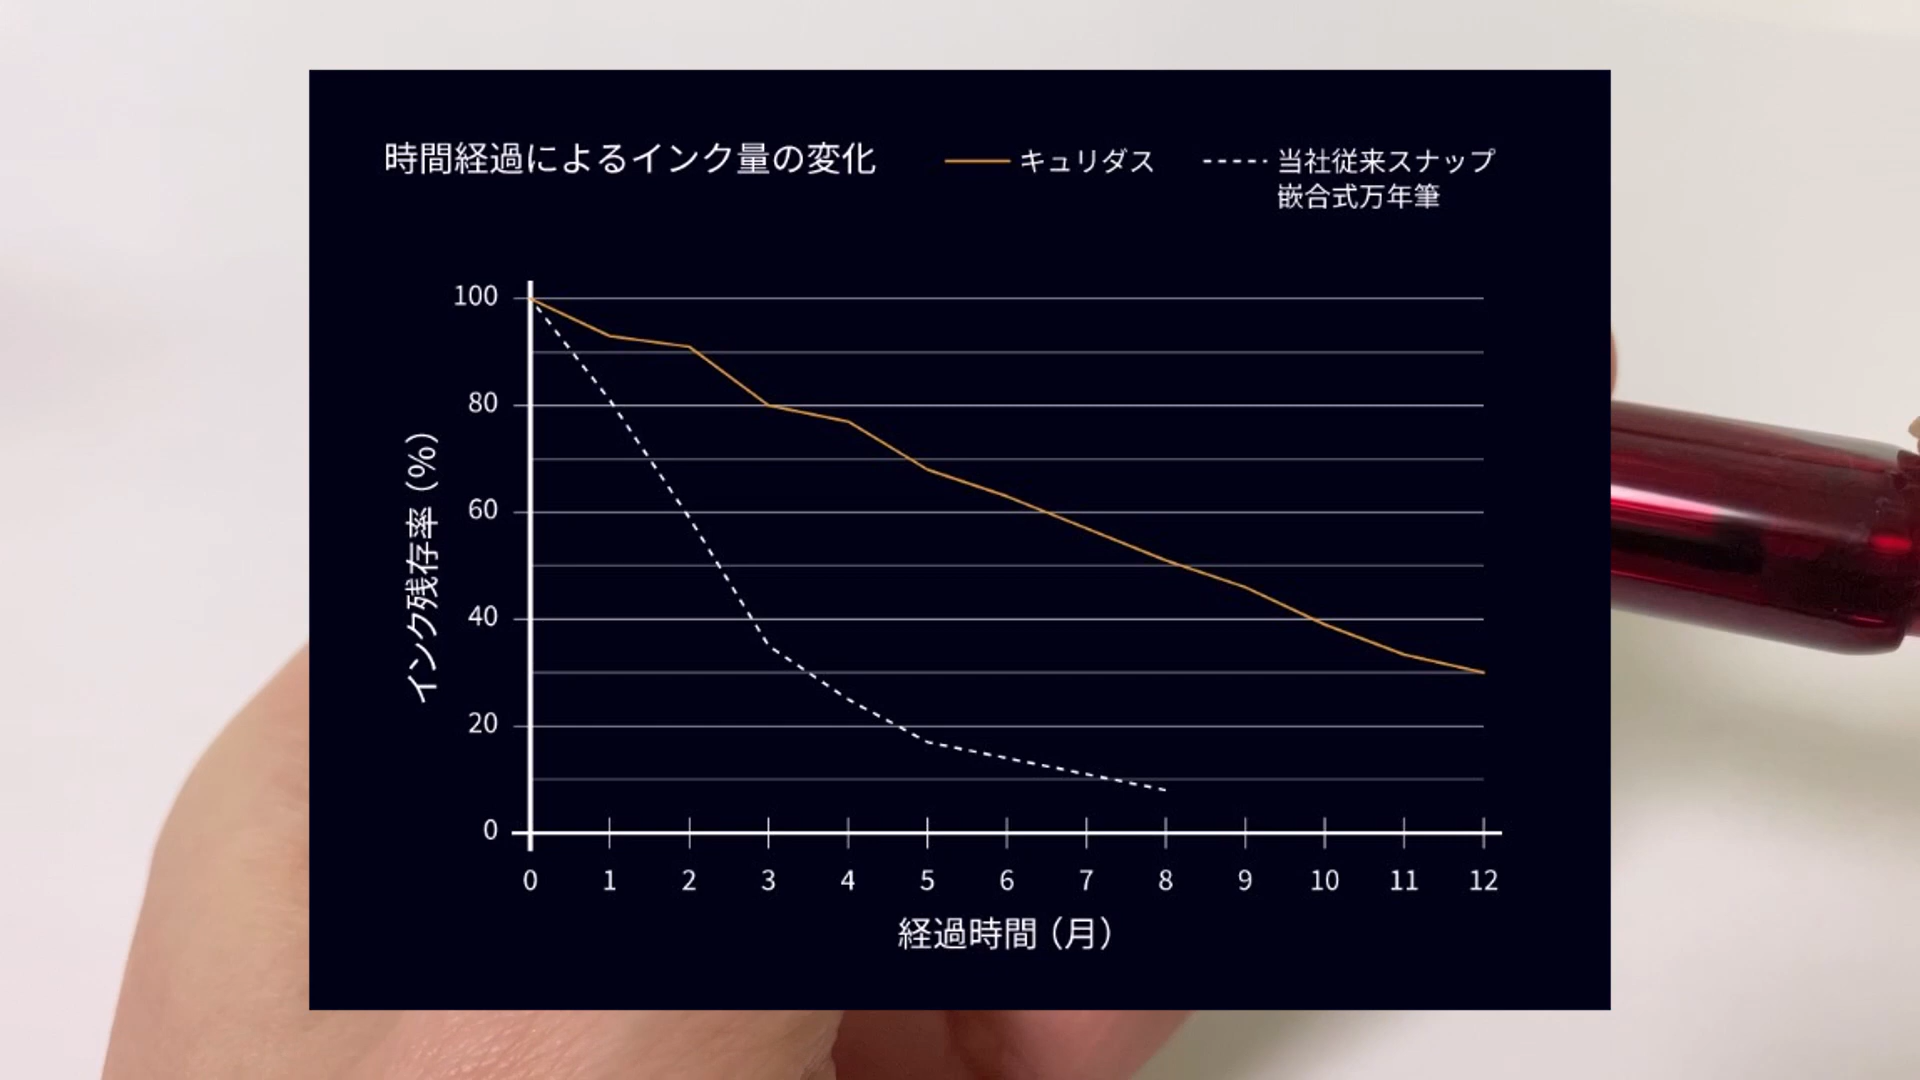 時間経過によるインク量の変化
キュリダス
当社従来スナップ
嵌合式万年筆
インク残存率（%）
100
80
60
40
20
0
0 1 2 3 4 5 6 7 8 9 10 11 12
経過時間（月）